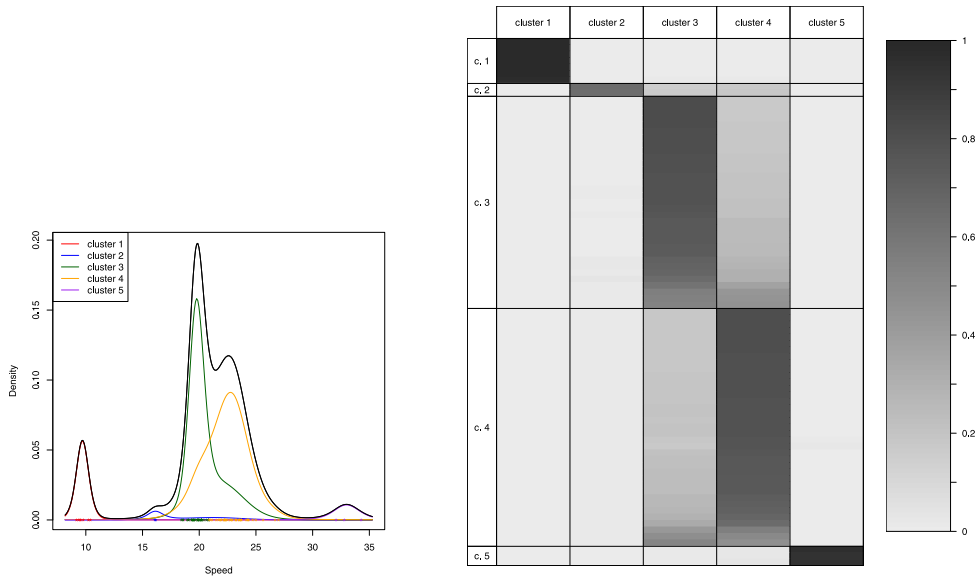 cluster 1
cluster 2
cluster 3
cluster 4
cluster 5
Density
0.00
0.05
0.10
0.15
0.20
10
15
20
25
30
35
Speed
cluster 1 cluster 2 cluster 3 cluster 4 cluster 5
c, 1
c, 2
c, 3
c, 4
c, 5
1
0,8
0,6
0,4
0,2
0